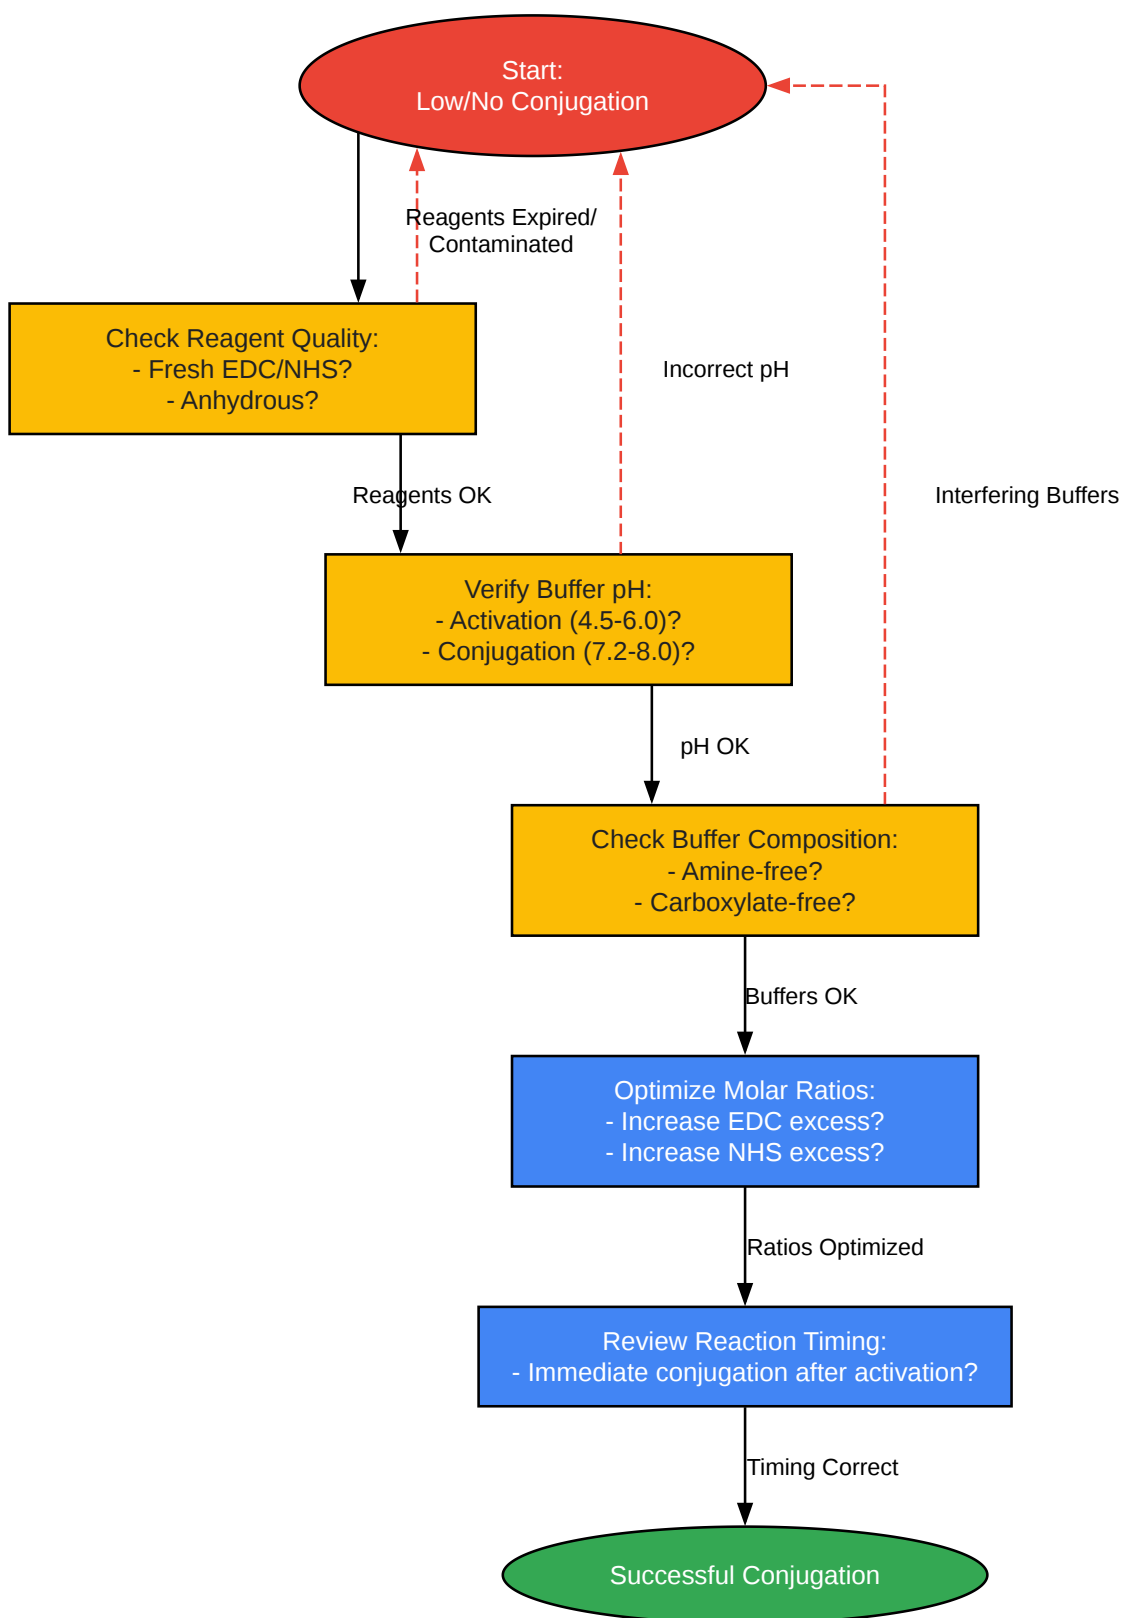 Start:
Low/No Conjugation
Reagents Expired/
Contaminated
Check Reagent Quality:
- Fresh EDC/NHS?
- Anhydrous?
Incorrect pH
Reagents OK
Interfering Buffers
Verify Buffer pH:
- Activation (4.5-6.0)?
- Conjugation (7.2-8.0)?
pH OK
Check Buffer Composition:
- Amine-free?
- Carboxylate-free?
Buffers OK
Optimize Molar Ratios:
- Increase EDC excess?
- Increase NHS excess?
Ratios Optimized
Review Reaction Timing:
- Immediate conjugation after activation?
Timing Correct
Successful Conjugation